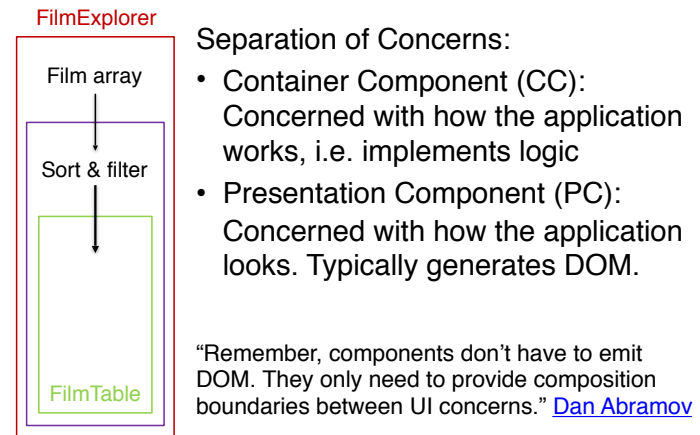 FilmExplorer
Film array
Sort & filter
FilmTable
Separation of Concerns:
• Container Component (CC):
Concerned with how the application
works, i.e. implements logic
• Presentation Component (PC):
Concerned with how the application
looks. Typically generates DOM.
“Remember, components don’t have to emit
DOM. They only need to provide composition
boundaries between UI concerns.” Dan Abramov